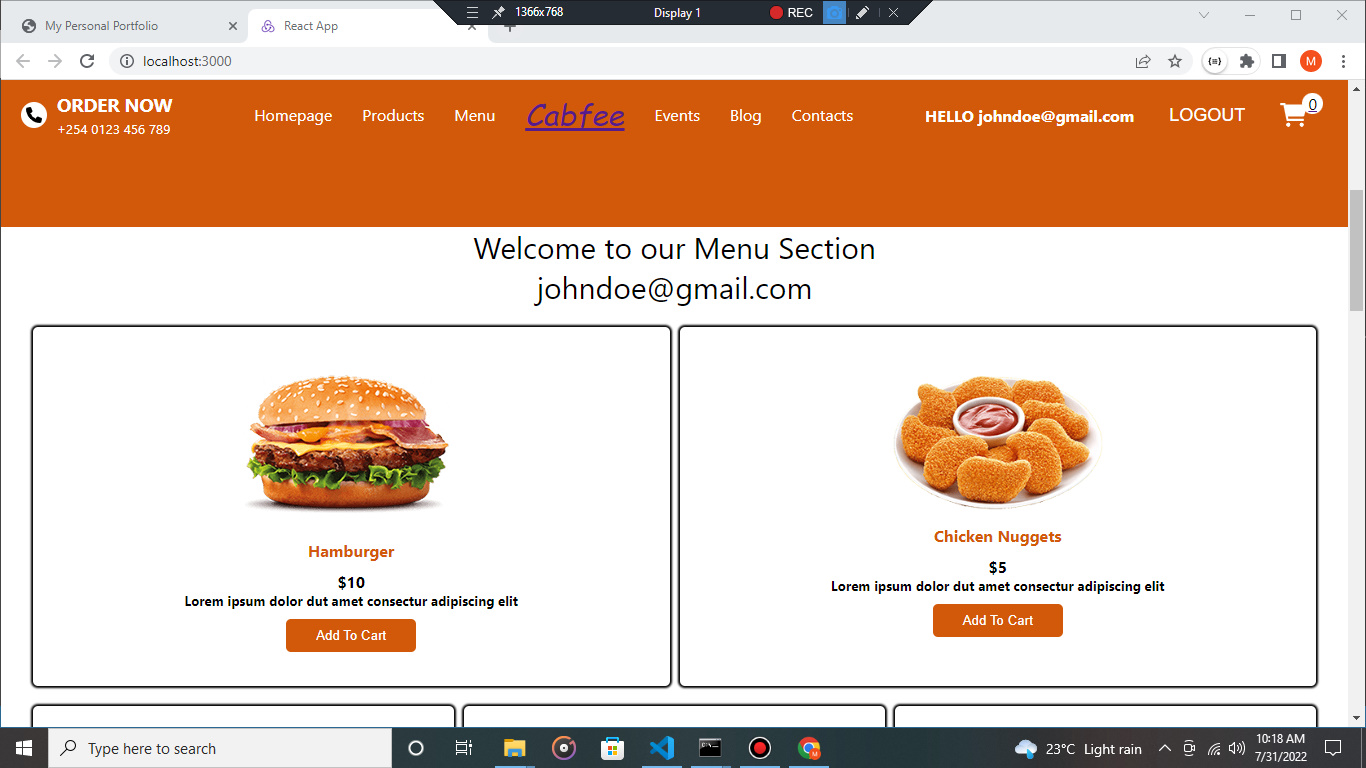 1366x768 Display 1 REC
My Personal Portfolio React App
localhost:3000 M
ORDER NOW
+254 0123 456 789
Homepage Products Menu Cabfee Events Blog Contacts HELLO johndoe@gmail.com LOGOUT 0
Welcome to our Menu Section
johndoe@gmail.com
Hamburger
$10
Lorem ipsum dolor dut amet consectur adipiscing elit
Add To Cart
Chicken Nuggets
$5
Lorem ipsum dolor dut amet consectur adipiscing elit
Add To Cart
Type here to search
23°C Light rain
10:18 AM
7/31/2022